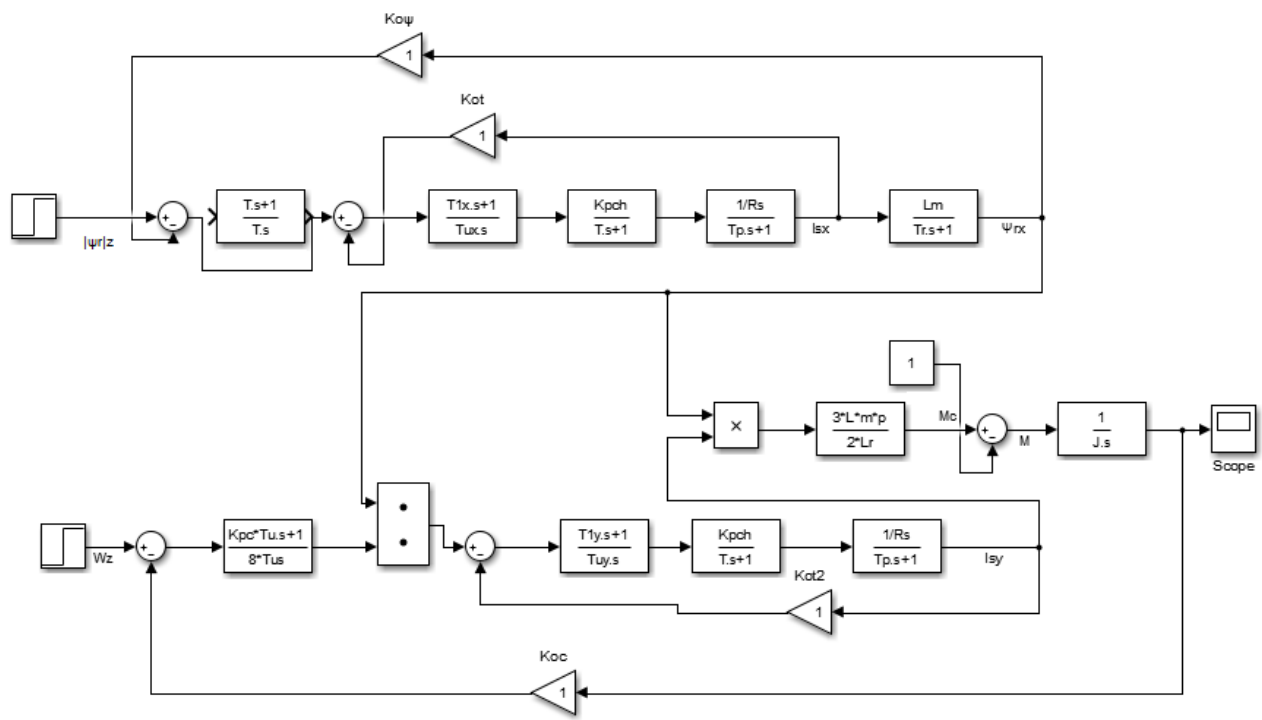 Koψ
1
Kot
1
|ψr|z
+
−
T.s+1
T.s
+
−
T1x.s+1
Tux.s
Kpch
T.s+1
1/Rs
Tp.s+1
Isx
Lm
Tr.s+1
Ψrx
1
×
3*L*m*p
2*Lr
Mc
+
−
M
1
J.s
Scope
Wz
+
−
Kpc*Tu.s+1
8*Tus
+
−
T1y.s+1
Tuy.s
Kpch
T.s+1
1/Rs
Tp.s+1
Isy
Kot2
1
Koc
1